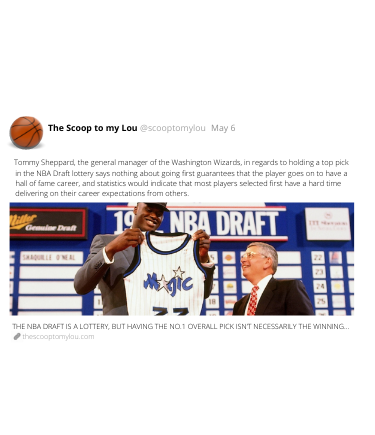 The Scoop to my Lou @scooptomylou May 6
Tommy Sheppard, the general manager of the Washington Wizards, in regards to holding a top pick
in the NBA Draft lottery says nothing about going first guarantees that the player goes on to have a
hall of fame career, and statistics would indicate that most players selected first have a hard time
delivering on their career expectations from others.
Miller
Genuine Draft
NBA DRAFT
SHAQUILLE O'NEAL
22
23
24
25
Magic
THE NBA DRAFT IS A LOTTERY, BUT HAVING THE NO.1 OVERALL PICK ISN'T NECESSARILY THE WINNING...
thescooptomylou.com